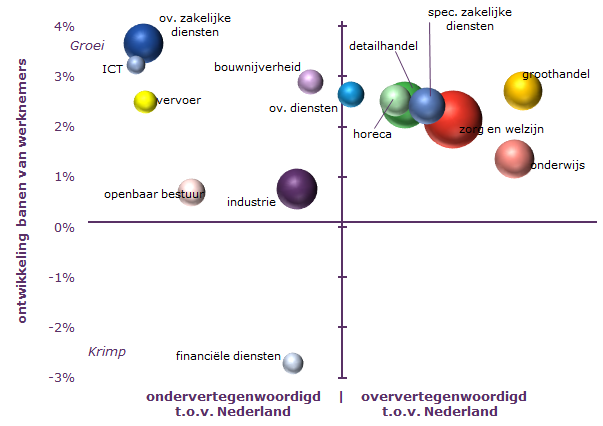 ontwikkeling banen van werknemers
4%
Groei
3%
2%
1%
0%
-1%
-2%
Krimp
-3%
ov. zakelijke
diensten
ICT
vervoer
bouwnijverheid
ov. diensten
detailhandel
spec. zakelijke
diensten
groothandel
horeca
zorg en welzijn
onderwijs
openbaar bestuur
industrie
financiële diensten
ondervertegenwoordigd | oververtegenwoordigd
t.o.v. Nederland t.o.v. Nederland